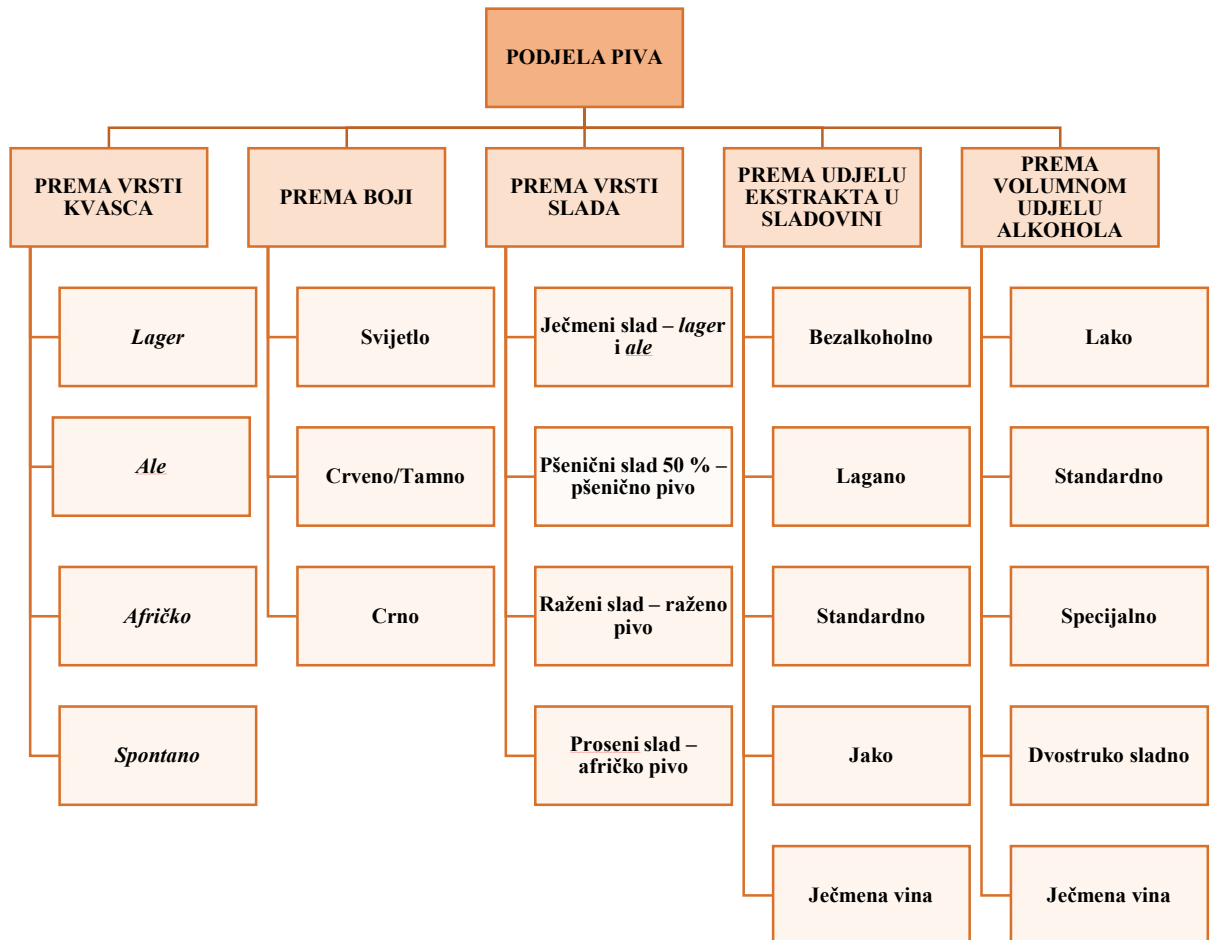 PODJELA PIVA
PREMA VRSTI
KVASCA
Lager
Ale
Afričko
Spontano
PREMA BOJI
Svijetlo
Crveno/Tamno
Crno
PREMA VRSTI
SLADA
Ječmeni slad – lager
i ale
Pšenični slad 50 % –
pšenično pivo
Raženi slad – raženo
pivo
Proseni slad –
afričko pivo
PREMA UDJELU
EKSTRAKTA U
SLADOVINI
Bezalkoholno
Lagano
Standardno
Jako
Ječmena vina
PREMA
VOLUMNOM
UDJELU
ALKOHOLA
Lako
Standardno
Specijalno
Dvostruko sladno
Ječmena vina